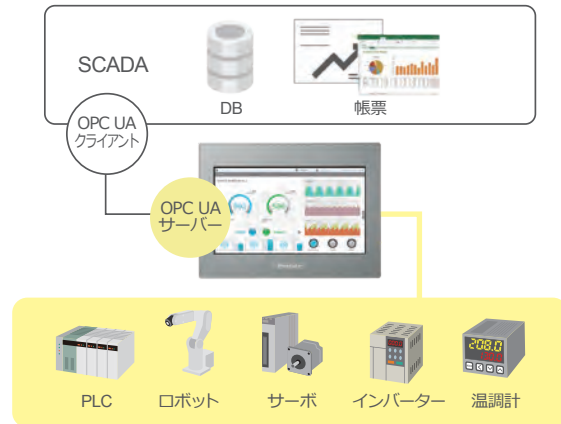 SCADA
DB
帳票
OPC UA
クライアント
OPC UA
サーバー
208.0
PLC
ロボット
サーボ
インバーター
温調計